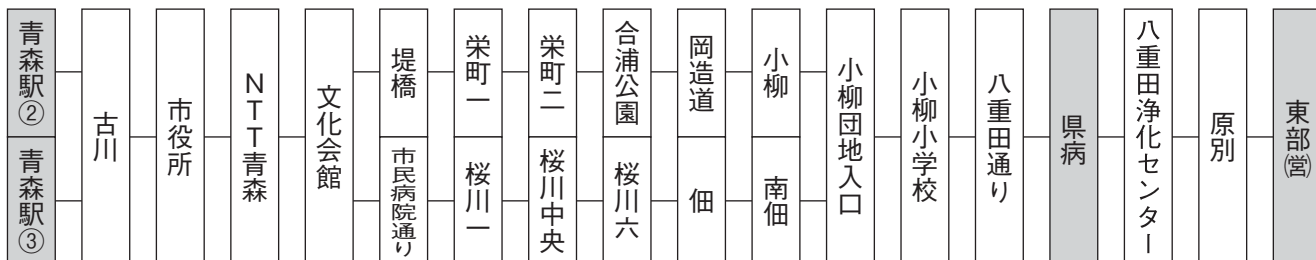 青森駅②
青森駅③
古川
市役所
NTT青森
文化会館
堤橋
市民病院通り
栄町一
桜川一
栄町二
桜川中央
合浦公園
桜川六
岡造道
佃
小柳
南佃
小柳団地入口
小柳小学校
八重田通り
県病
八重田浄化センター
原別
東部㈺